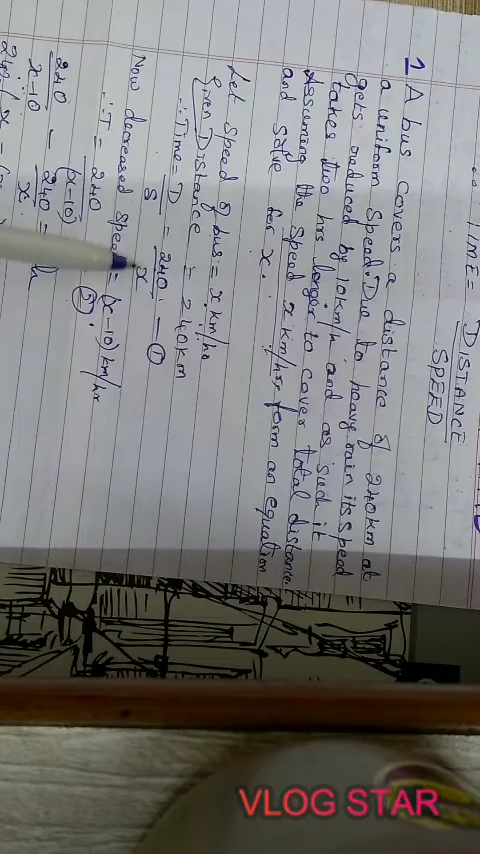 TIME = DISTANCE
SPEED
1 A bus covers a distance of 240km at
a uniform speed. Due to heavy rain its speed
gets reduced by 10km/h and as such it
takes two hrs longer to cover total distance.
Assuming the speed x km/hr form an equation
and solve for x.
Let speed of bus = x km/hr
Given Distance = 240km
∴ Time = D/S = 240/x — ①
Now decreased speed = (x-10) km/hr
∴ T = 240/(x-10) ②.
240/x-10 - 240/x =
VLOG STAR